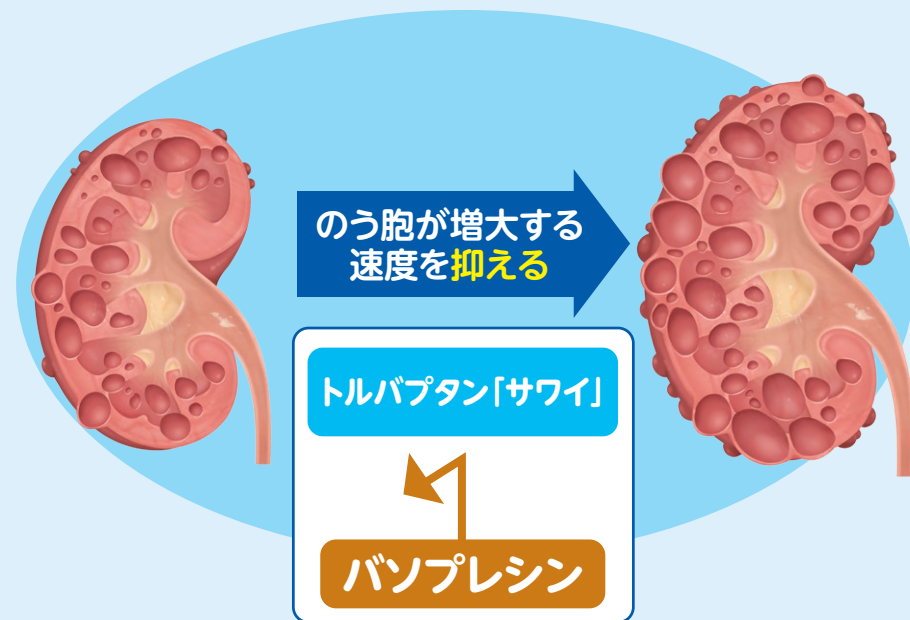 のう胞が増大する
速度を抑える
トルバプタン「サワイ」
バソプレシン